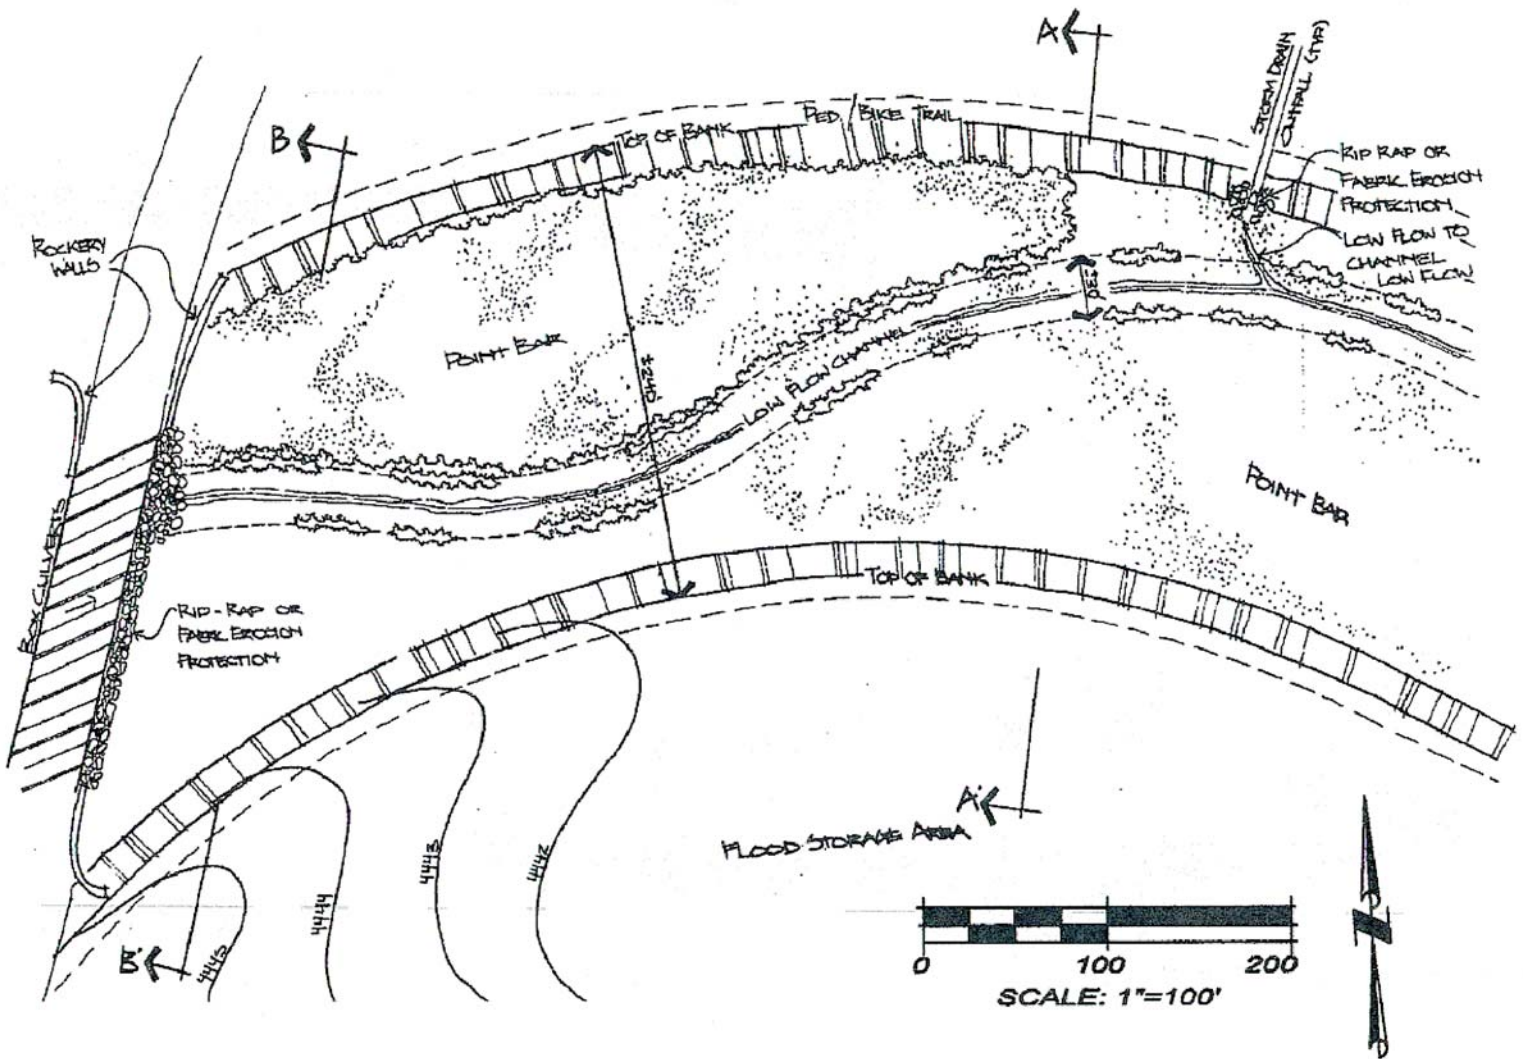 A
STORM DRAIN
OUTFALL (TYP)
PED/BIKE TRAIL
B
TOP OF BANK
RIP RAP OR
FABRIC EROSION
PROTECTION
LOW FLOW TO
CHANNEL
LOW FLOW
ROCKERY
WALLS
POINT BAR
LOW FLOW CHANNEL
POINT BAR
BOX CULVERTS
TOP OF BANK
RIP-RAP OR
FABRIC EROSION
PROTECTION
A'
FLOOD STORAGE AREA
4442
4443
4444
4445
B'
0 100 200
SCALE: 1"=100'